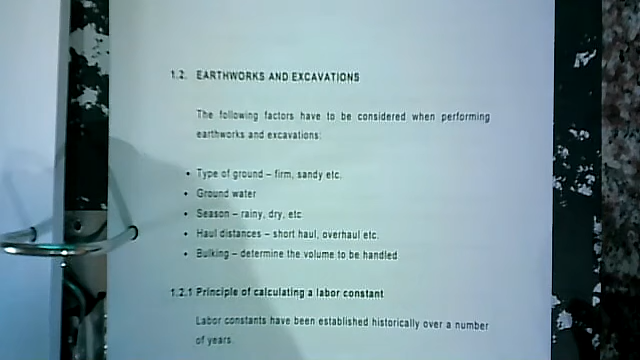 1.2. EARTHWORKS AND EXCAVATIONS
The following factors have to be considered when performing
earthworks and excavations:
• Type of ground – firm, sandy etc.
• Ground water
• Season – rainy, dry, etc
• Haul distances – short haul, overhaul etc.
• Bulking – determine the volume to be handled
1.2.1 Principle of calculating a labor constant
Labor constants have been established historically over a number
of years.